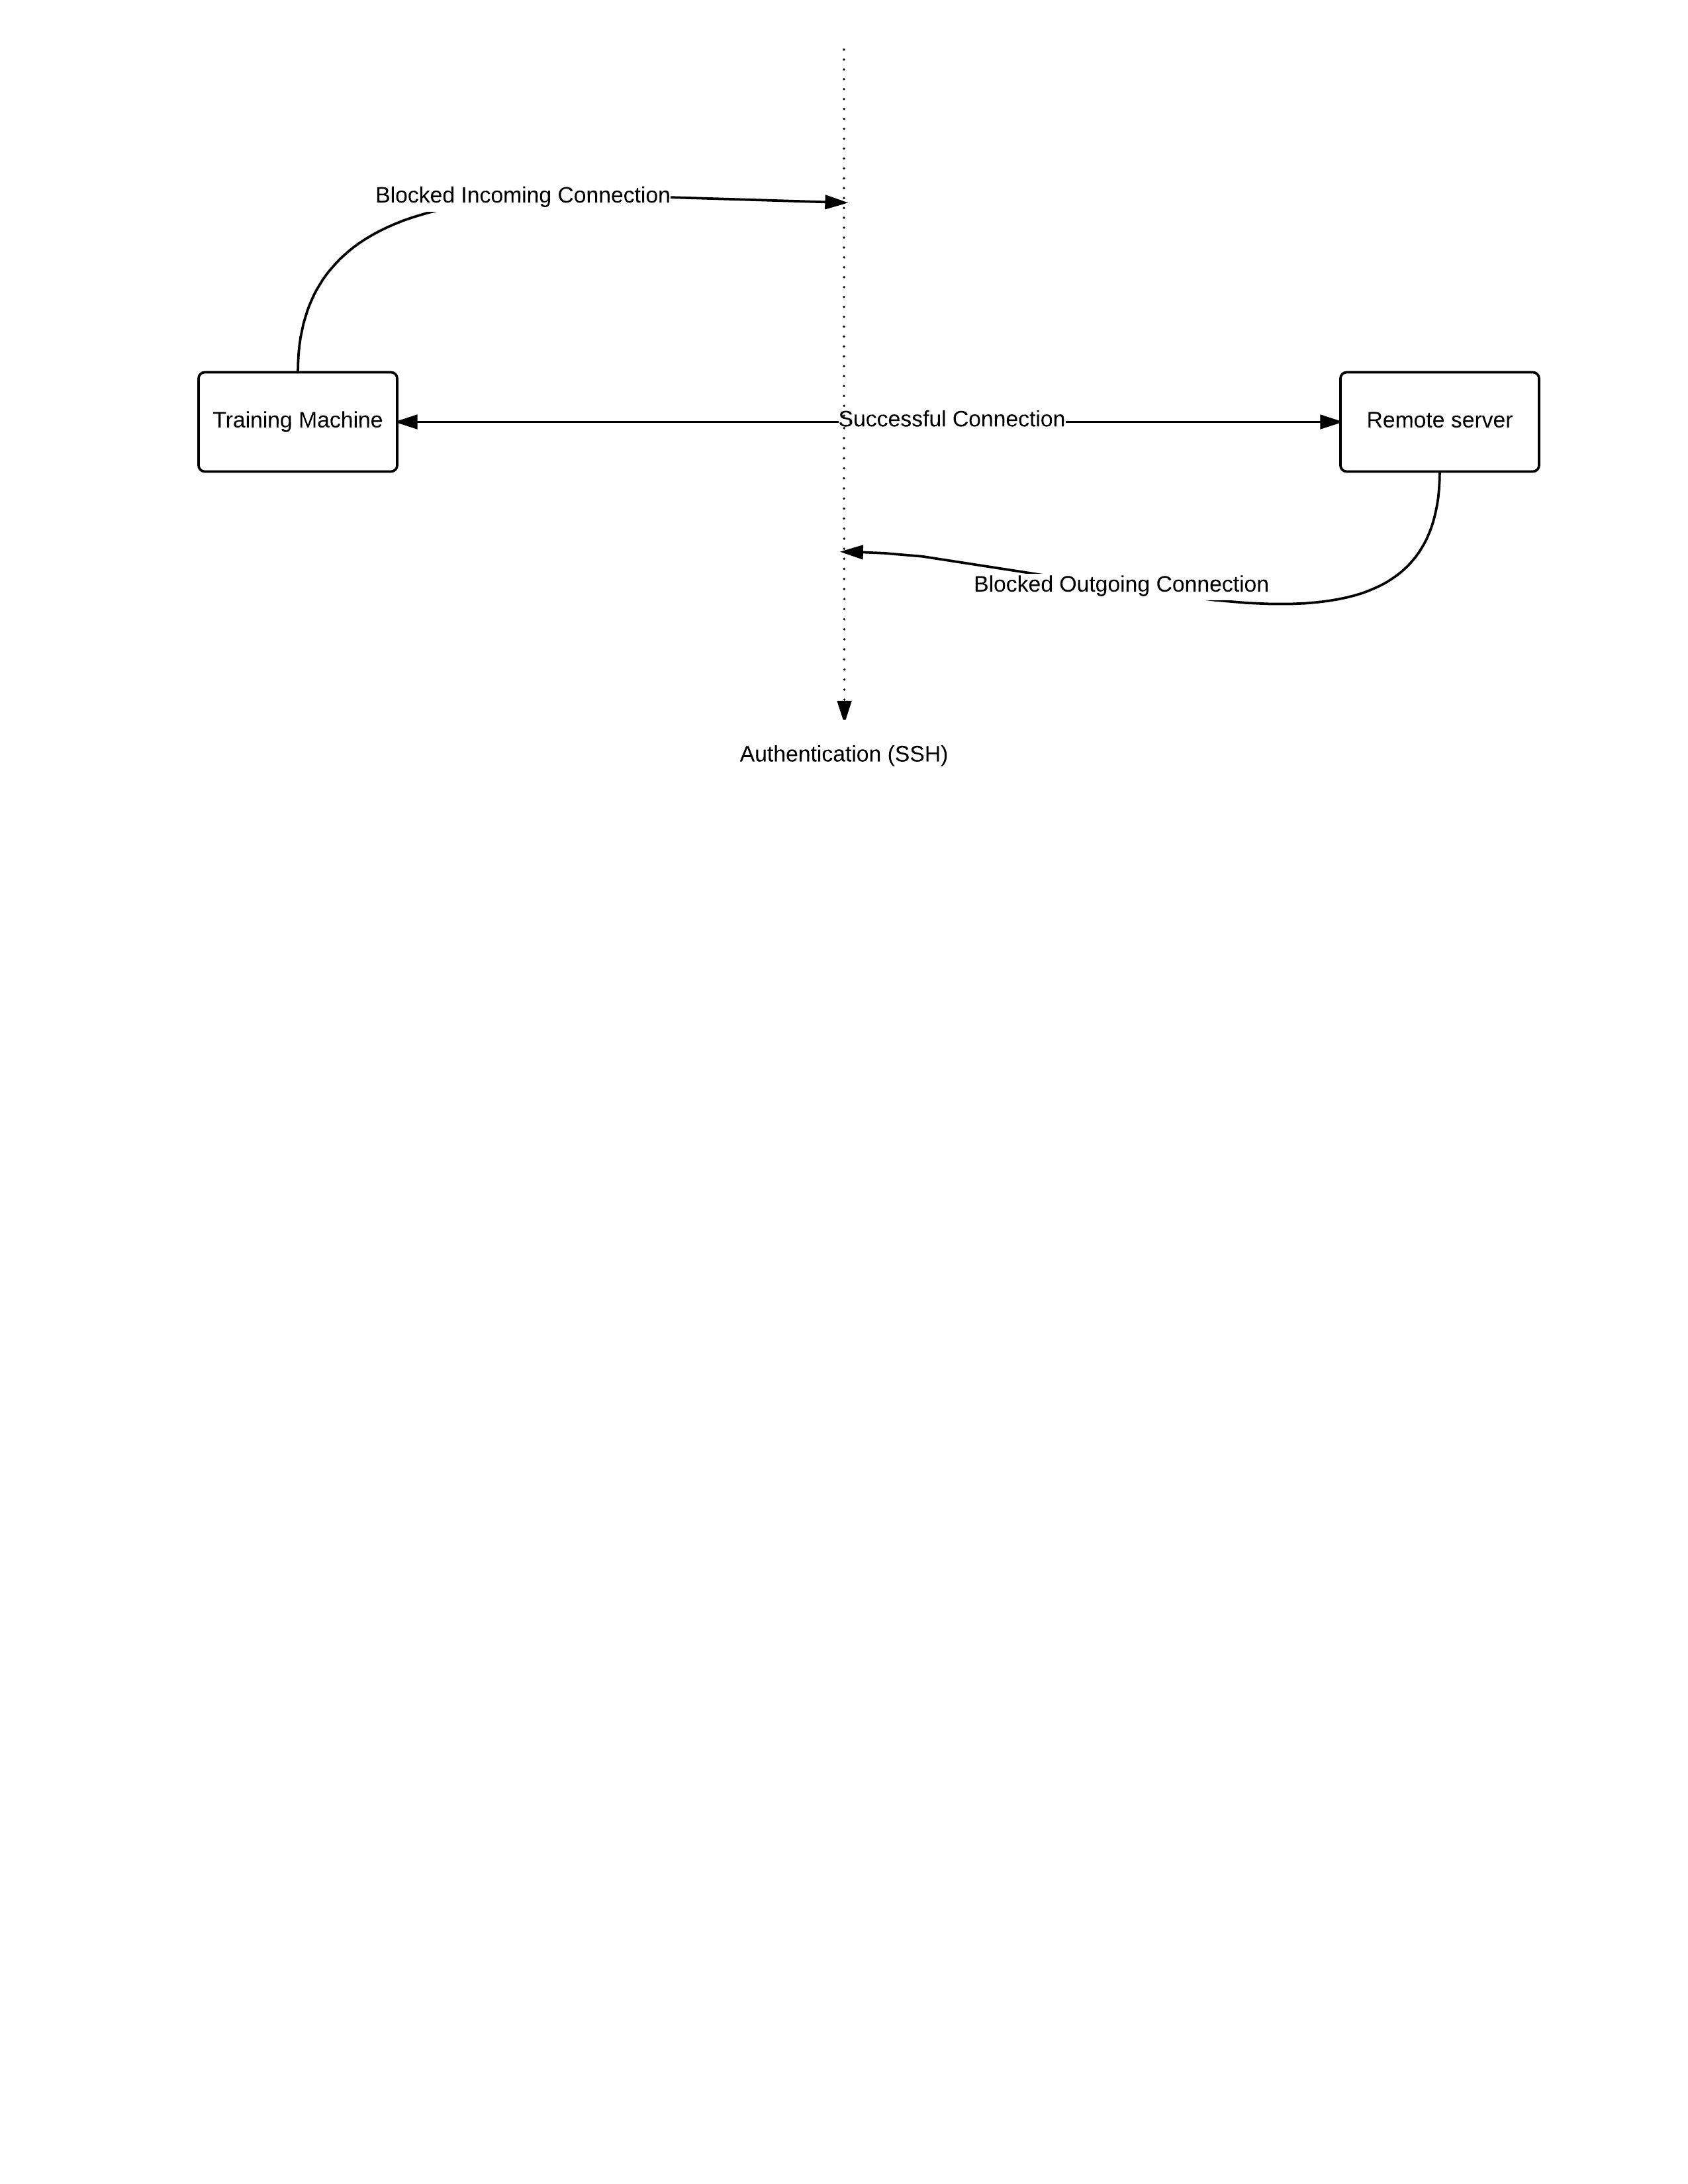 Blocked Incoming Connection
Training Machine
Successful Connection
Remote server
Blocked Outgoing Connection
Authentication (SSH)